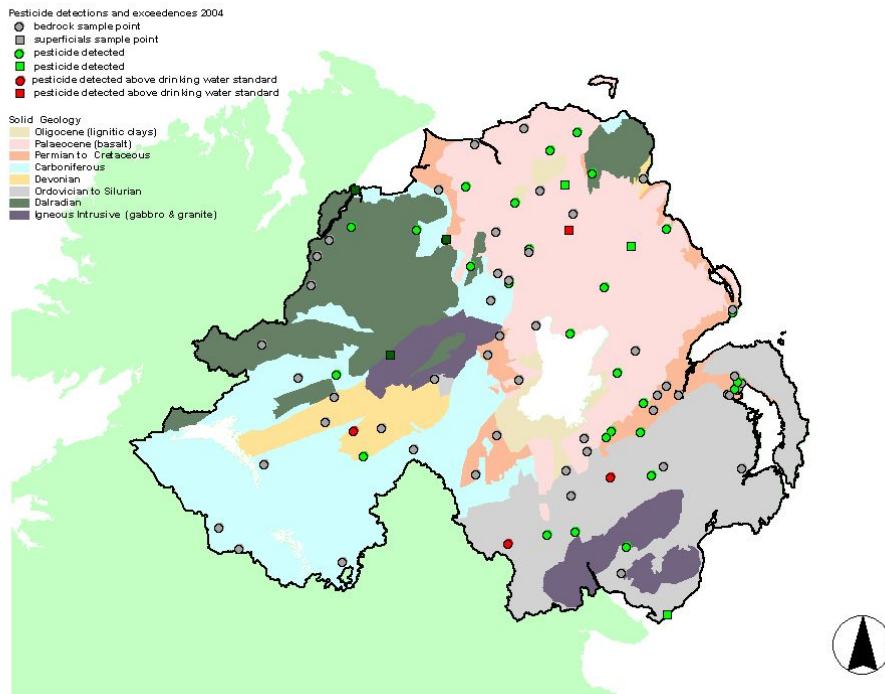 Pesticide detections and exceedences 2004
bedrock sample point
superficials sample point
pesticide detected
pesticide detected
pesticide detected above drinking water standard
pesticide detected above drinking water standard
Solid Geology
Oligocene (lignitic clays)
Palaeocene (basalt)
Permian to Cretaceous
Carboniferous
Devonian
Ordovician to Silurian
Dalradian
Igneous Intrusive (gabbro & granite)